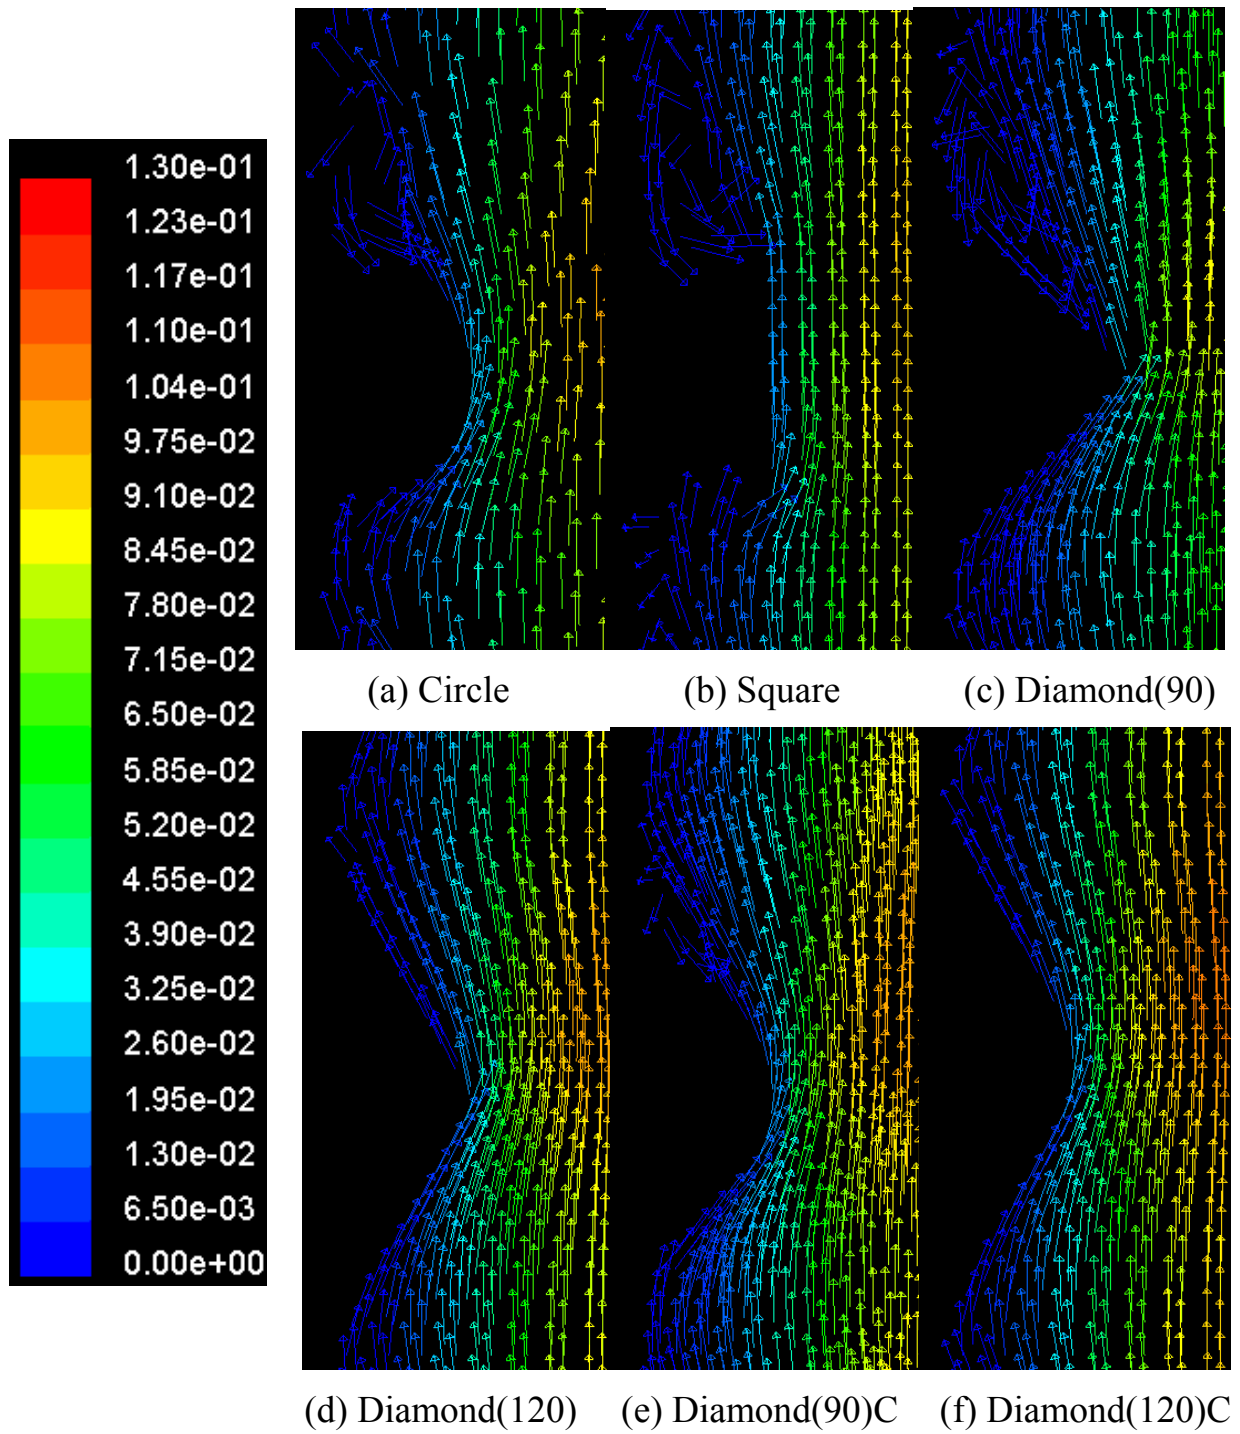 1.30e-01
1.23e-01
1.17e-01
1.10e-01
1.04e-01
9.75e-02
9.10e-02
8.45e-02
7.80e-02
7.15e-02
6.50e-02
5.85e-02
5.20e-02
4.55e-02
3.90e-02
3.25e-02
2.60e-02
1.95e-02
1.30e-02
6.50e-03
0.00e+00
(a) Circle
(b) Square
(c) Diamond(90)
(d) Diamond(120)
(e) Diamond(90)C
(f) Diamond(120)C